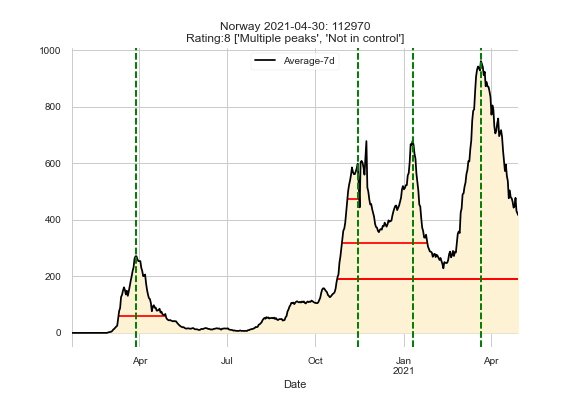 Norway 2021-04-30: 112970
Rating:8 ['Multiple peaks', 'Not in control']
Average-7d
1000
800
600
400
200
0
Apr
Jul
Oct
Jan
2021
Apr
Date